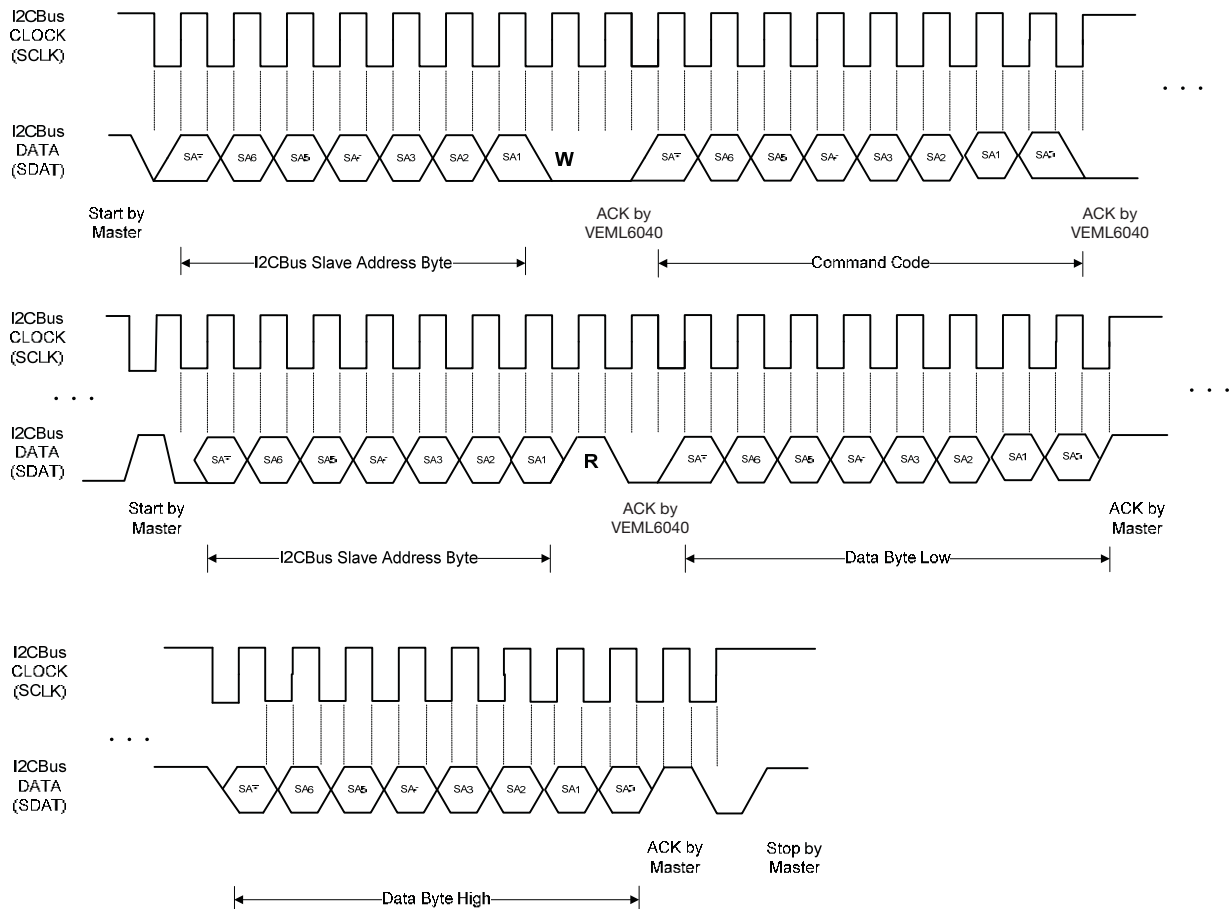 I2CBus
CLOCK
(SCLK)
. . .
I2CBus
DATA
(SDAT)
SA6 SA5 SA3 SA2 SA1 W SA6 SA5 SA3 SA2 SA1
Start by
Master
ACK by
VEML6040
ACK by
VEML6040
I2CBus Slave Address Byte
Command Code
I2CBus
CLOCK
(SCLK)
. . .
. . .
I2CBus
DATA
(SDAT)
SA6 SA5 SA3 SA2 SA1 R SA6 SA5 SA3 SA2 SA1
Start by
Master
ACK by
VEML6040
ACK by
Master
I2CBus Slave Address Byte
Data Byte Low
I2CBus
CLOCK
(SCLK)
. . .
I2CBus
DATA
(SDAT)
SA6 SA5 SA3 SA2 SA1
ACK by
Master
Stop by
Master
Data Byte High